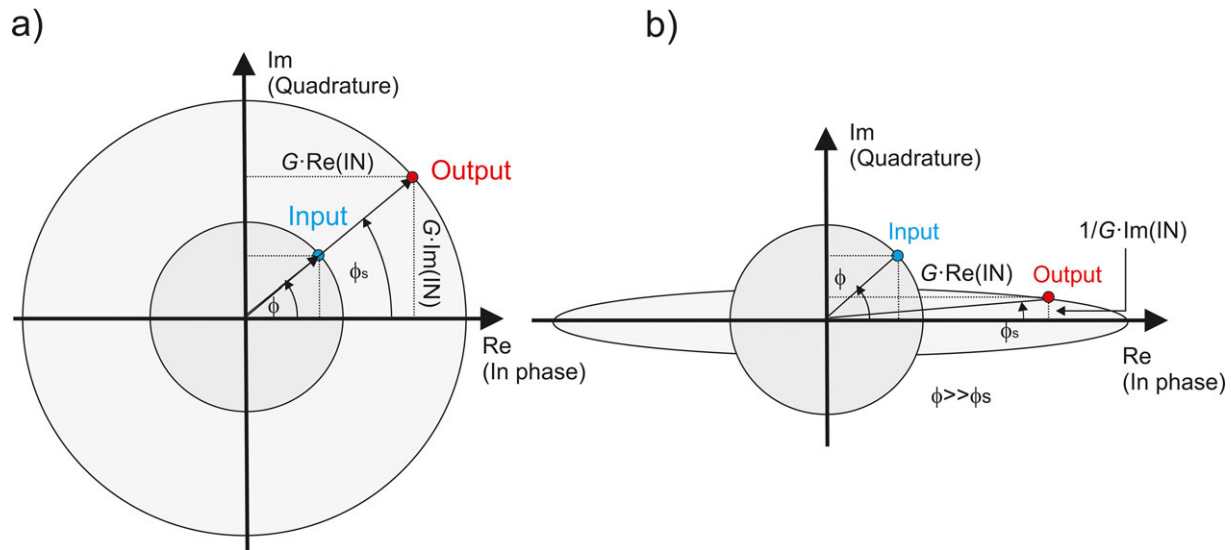 a)
Im
(Quadrature)
G·Re(IN)
Output
Input
G·Im(IN)
ϕs
ϕ
Re
(In phase)
b)
Im
(Quadrature)
Input
1/G·Im(IN)
G·Re(IN)
Output
ϕ
ϕs
Re
(In phase)
ϕ>>ϕs